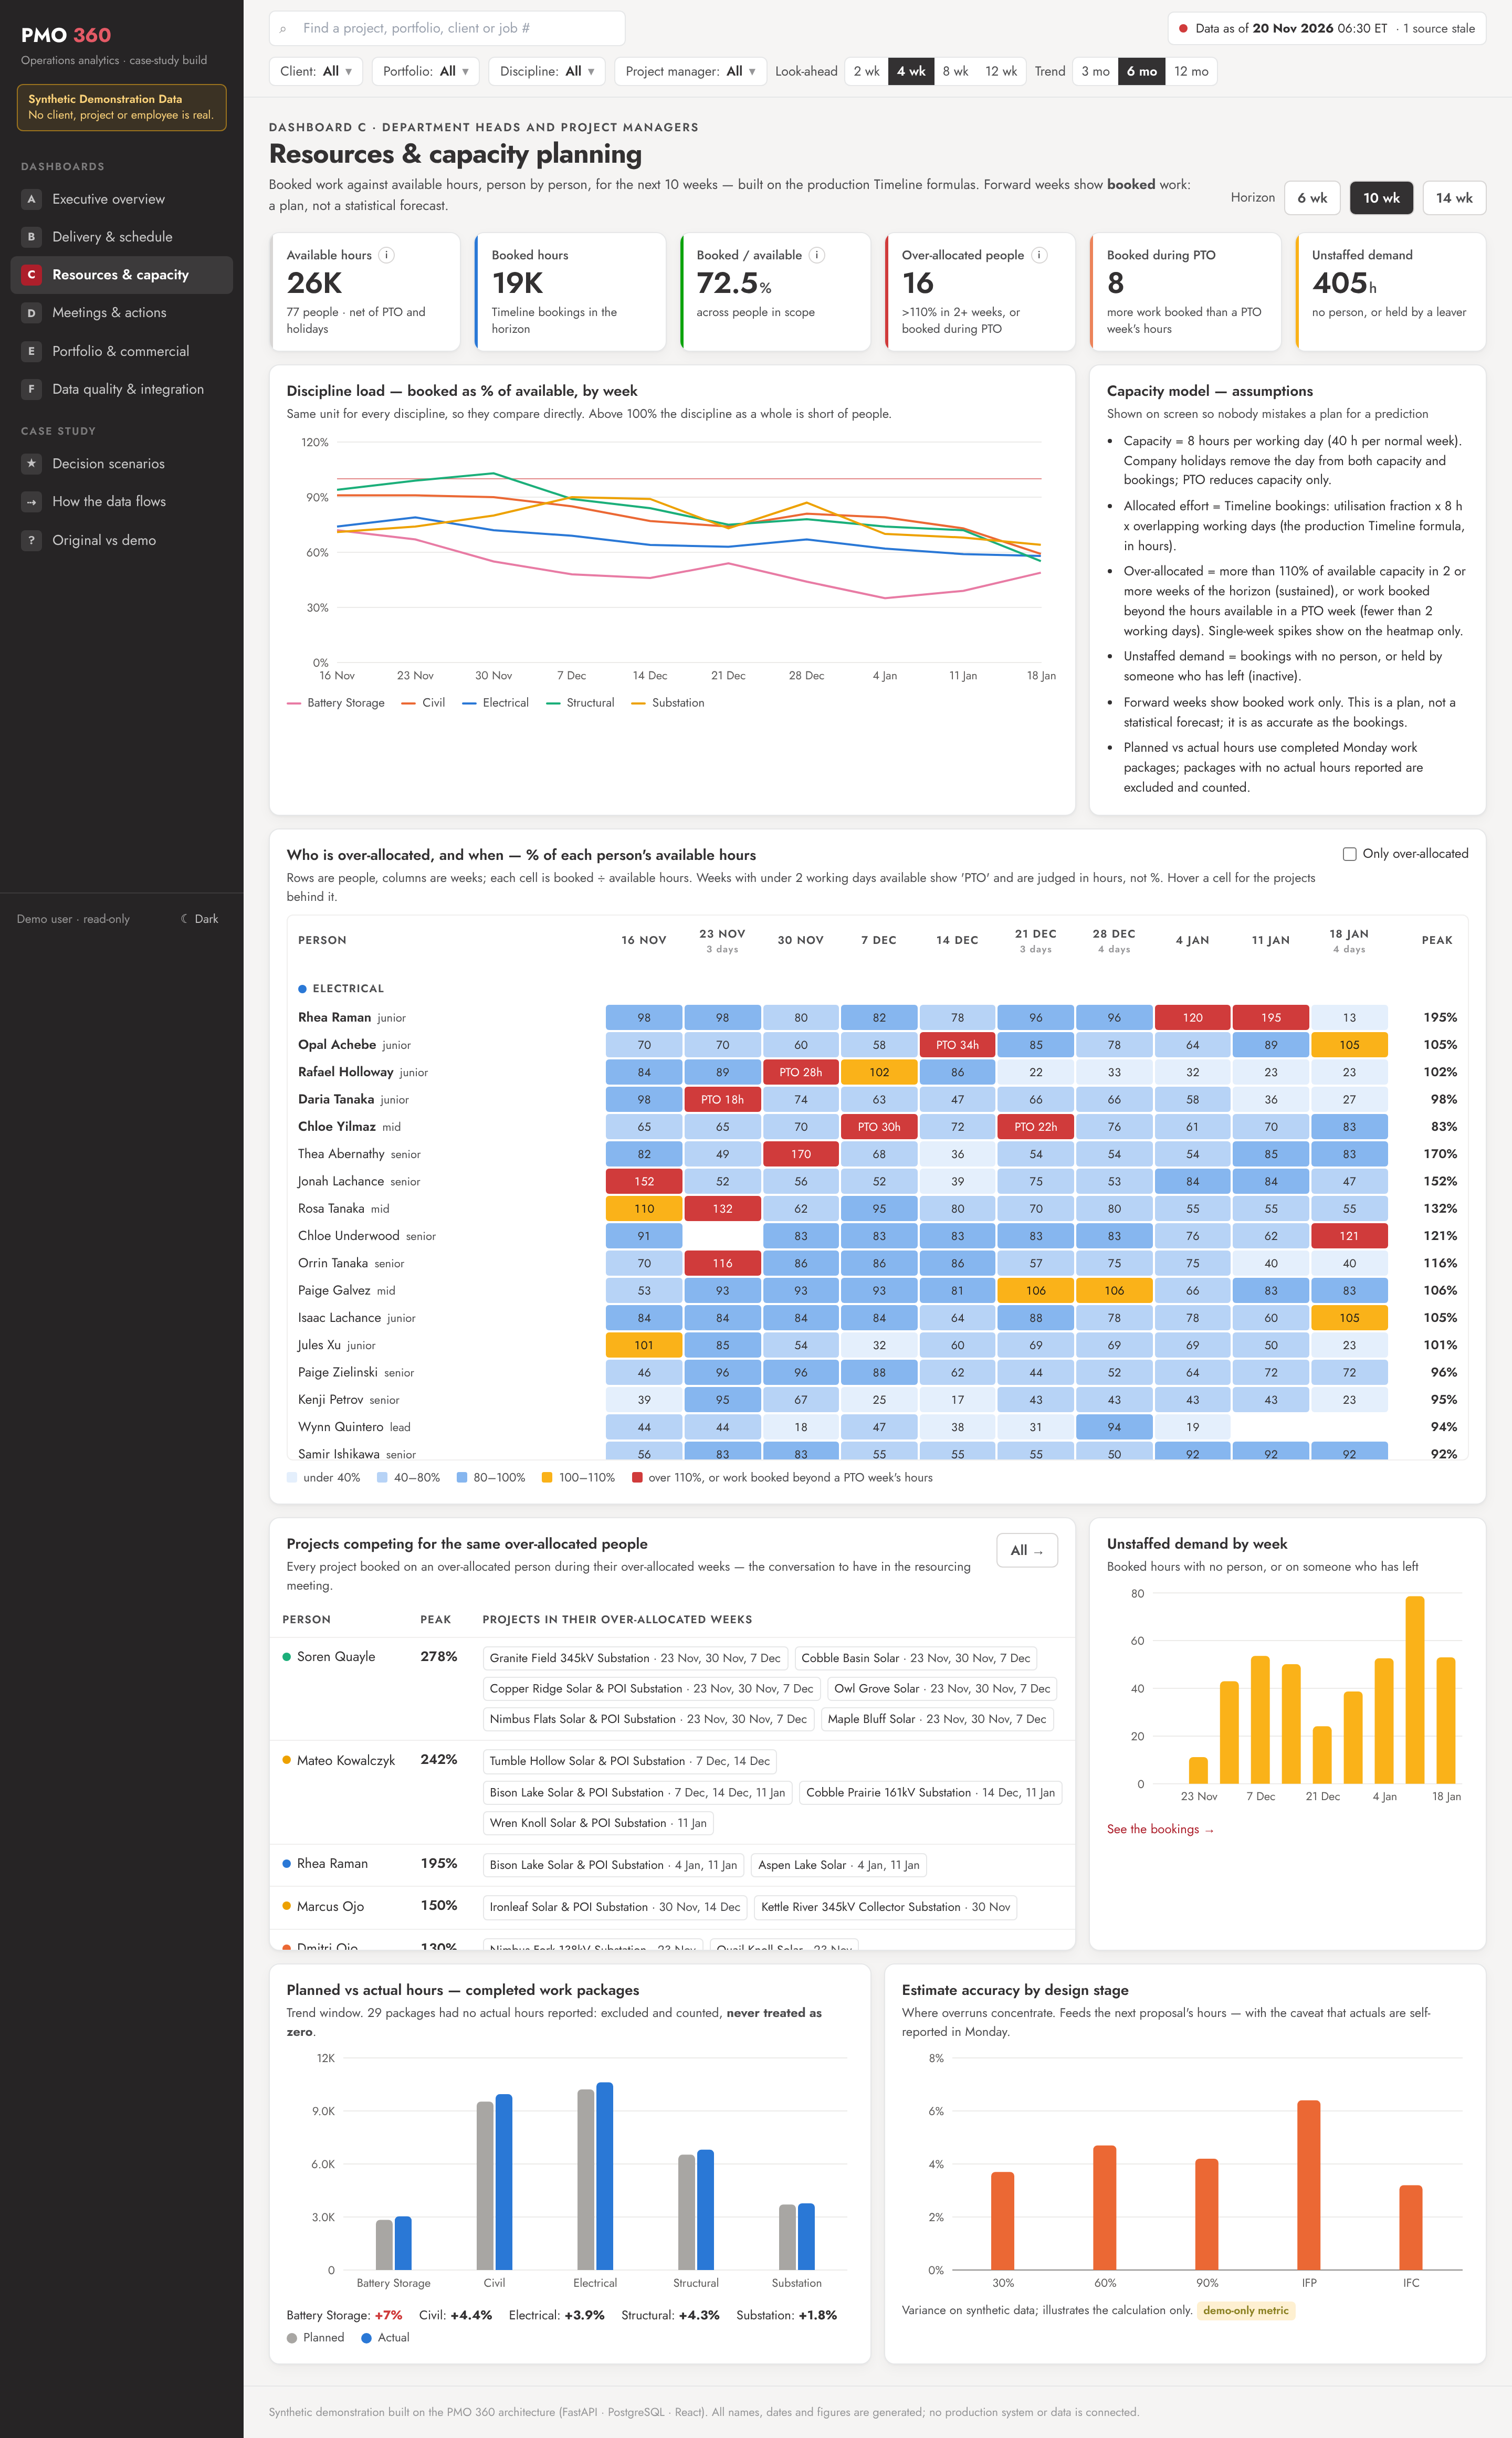 PMO 360
Operations analytics · case-study build
Synthetic Demonstration Data
No client, project or employee is real.
DASHBOARDS
A Executive overview
B Delivery & schedule
C Resources & capacity
D Meetings & actions
E Portfolio & commercial
F Data quality & integration
CASE STUDY
★ Decision scenarios
→ How the data flows
? Original vs demo
Demo user · read-only ☾ Dark
Find a project, portfolio, client or job #
Data as of 20 Nov 2026 06:30 ET · 1 source stale
Client: All ▾ Portfolio: All ▾ Discipline: All ▾ Project manager: All ▾ Look-ahead 2 wk 4 wk 8 wk 12 wk Trend 3 mo 6 mo 12 mo
DASHBOARD C · DEPARTMENT HEADS AND PROJECT MANAGERS
Resources & capacity planning
Booked work against available hours, person by person, for the next 10 weeks — built on the production Timeline formulas. Forward weeks show booked work:
a plan, not a statistical forecast.
Horizon 6 wk 10 wk 14 wk
Available hours i
26K
77 people · net of PTO and
holidays
Booked hours
19K
Timeline bookings in the
horizon
Booked / available i
72.5%
across people in scope
Over-allocated people i
16
>110% in 2+ weeks, or
booked during PTO
Booked during PTO
8
more work booked than a PTO
week's hours
Unstaffed demand
405h
no person, or held by a leaver
Discipline load — booked as % of available, by week
Same unit for every discipline, so they compare directly. Above 100% the discipline as a whole is short of people.
120%
90%
60%
30%
0%
16 Nov 23 Nov 30 Nov 7 Dec 14 Dec 21 Dec 28 Dec 4 Jan 11 Jan 18 Jan
Battery Storage Civil Electrical Structural Substation
Capacity model — assumptions
Shown on screen so nobody mistakes a plan for a prediction
• Capacity = 8 hours per working day (40 h per normal week).
Company holidays remove the day from both capacity and
bookings; PTO reduces capacity only.
• Allocated effort = Timeline bookings: utilisation fraction x 8 h
x overlapping working days (the production Timeline formula,
in hours).
• Over-allocated = more than 110% of available capacity in 2 or
more weeks of the horizon (sustained), or work booked
beyond the hours available in a PTO week (fewer than 2
working days). Single-week spikes show on the heatmap only.
• Unstaffed demand = bookings with no person, or held by
someone who has left (inactive).
• Forward weeks show booked work only. This is a plan, not a
statistical forecast; it is as accurate as the bookings.
• Planned vs actual hours use completed Monday work
packages; packages with no actual hours reported are
excluded and counted.
Who is over-allocated, and when — % of each person's available hours
Only over-allocated
Rows are people, columns are weeks; each cell is booked ÷ available hours. Weeks with under 2 working days available show 'PTO' and are judged in hours, not %. Hover a cell for the projects
behind it.
PERSON 16 NOV 23 NOV 30 NOV 7 DEC 14 DEC 21 DEC 28 DEC 4 JAN 11 JAN 18 JAN PEAK
3 days 3 days 4 days 4 days
ELECTRICAL
Rhea Raman junior 98 98 80 82 78 96 96 120 195 13 195%
Opal Achebe junior 70 70 60 58 PTO 34h 85 78 64 89 105 105%
Rafael Holloway junior 84 89 PTO 28h 102 86 22 33 32 23 23 102%
Daria Tanaka junior 98 PTO 18h 74 63 47 66 66 58 36 27 98%
Chloe Yilmaz mid 65 65 70 PTO 30h 72 PTO 22h 76 61 70 83 83%
Thea Abernathy senior 82 49 170 68 36 54 54 54 85 83 170%
Jonah Lachance senior 152 52 56 52 39 75 53 84 84 47 152%
Rosa Tanaka mid 110 132 62 95 80 70 80 55 55 55 132%
Chloe Underwood senior 91 83 83 83 83 83 76 62 121 121%
Orrin Tanaka senior 70 116 86 86 86 57 75 75 40 40 116%
Paige Galvez mid 53 93 93 93 81 106 106 66 83 83 106%
Isaac Lachance junior 84 84 84 84 64 88 78 78 60 105 105%
Jules Xu junior 101 85 54 32 60 69 69 69 50 23 101%
Paige Zielinski senior 46 96 96 88 62 44 52 64 72 72 96%
Kenji Petrov senior 39 95 67 25 17 43 43 43 43 23 95%
Wynn Quintero lead 44 44 18 47 38 31 94 19 94%
Samir Ishikawa senior 56 83 83 55 55 55 50 92 92 92 92%
under 40% 40–80% 80–100% 100–110% over 110%, or work booked beyond a PTO week's hours
Projects competing for the same over-allocated people
All →
Every project booked on an over-allocated person during their over-allocated weeks — the conversation to have in the resourcing
meeting.
PERSON PEAK PROJECTS IN THEIR OVER-ALLOCATED WEEKS
Soren Quayle 278% Granite Field 345kV Substation · 23 Nov, 30 Nov, 7 Dec Cobble Basin Solar · 23 Nov, 30 Nov, 7 Dec
Copper Ridge Solar & POI Substation · 23 Nov, 30 Nov, 7 Dec Owl Grove Solar · 23 Nov, 30 Nov, 7 Dec
Nimbus Flats Solar & POI Substation · 23 Nov, 30 Nov, 7 Dec Maple Bluff Solar · 23 Nov, 30 Nov, 7 Dec
Mateo Kowalczyk 242% Tumble Hollow Solar & POI Substation · 7 Dec, 14 Dec
Bison Lake Solar & POI Substation · 7 Dec, 14 Dec, 11 Jan Cobble Prairie 161kV Substation · 14 Dec, 11 Jan
Wren Knoll Solar & POI Substation · 11 Jan
Rhea Raman 195% Bison Lake Solar & POI Substation · 4 Jan, 11 Jan Aspen Lake Solar · 4 Jan, 11 Jan
Marcus Ojo 150% Ironleaf Solar & POI Substation · 30 Nov, 14 Dec Kettle River 345kV Collector Substation · 30 Nov
Dmitri Ojo 130% Nimbus Fork 138kV Substation · 23 Nov Quail Knoll Solar · 23 Nov
Unstaffed demand by week
Booked hours with no person, or on someone who has left
80
60
40
20
0
23 Nov 7 Dec 21 Dec 4 Jan 18 Jan
See the bookings →
Planned vs actual hours — completed work packages
Trend window. 29 packages had no actual hours reported: excluded and counted, never treated as
zero.
12K
9.0K
6.0K
3.0K
0
Battery Storage Civil Electrical Structural Substation
Battery Storage: +7% Civil: +4.4% Electrical: +3.9% Structural: +4.3% Substation: +1.8%
Planned Actual
Estimate accuracy by design stage
Where overruns concentrate. Feeds the next proposal's hours — with the caveat that actuals are self-
reported in Monday.
8%
6%
4%
2%
0%
30% 60% 90% IFP IFC
Variance on synthetic data; illustrates the calculation only. demo-only metric
Synthetic demonstration built on the PMO 360 architecture (FastAPI · PostgreSQL · React). All names, dates and figures are generated; no production system or data is connected.